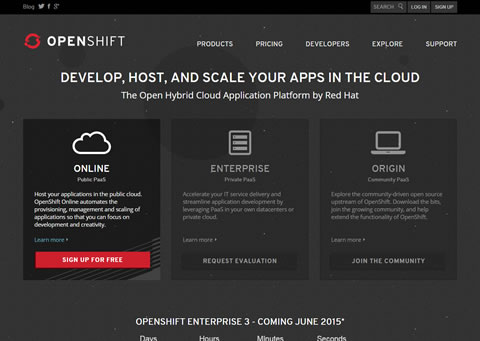 Blog
SEARCH
LOG IN
SIGN UP
OPENSHIFT
PRODUCTS
PRICING
DEVELOPERS
EXPLORE
SUPPORT
DEVELOP, HOST, AND SCALE YOUR APPS IN THE CLOUD
The Open Hybrid Cloud Application Platform by Red Hat
ONLINE
Public PaaS
Host your applications in the public cloud.
OpenShift Online automates the
provisioning, management and scaling of
applications so that you can focus on
development and creativity.
Learn more
SIGN UP FOR FREE
ENTERPRISE
Private PaaS
Accelerate your IT service delivery and
streamline application development by
leveraging PaaS in your own datacenters or
private cloud.
Learn more
REQUEST EVALUATION
ORIGIN
Community PaaS
Explore the community-driven open source
upstream of OpenShift. Download the bits,
join the growing community, and help
extend the functionality of OpenShift.
Learn more
JOIN THE COMMUNITY
OPENSHIFT ENTERPRISE 3 - COMING JUNE 2015*
Days Hours Minutes Seconds